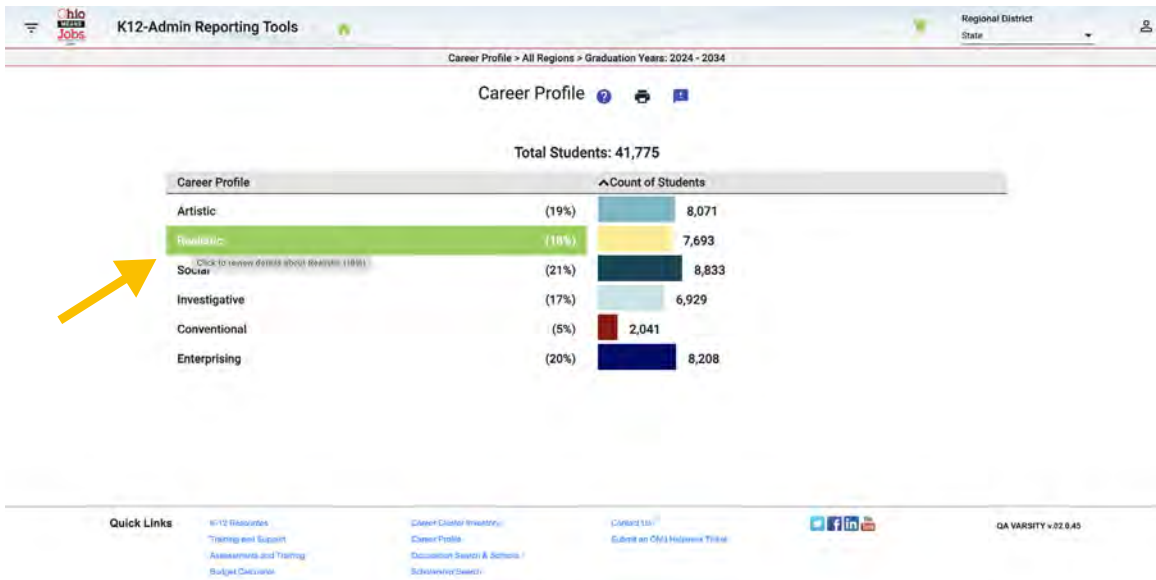 Ohio
MEANS
Jobs
K12-Admin Reporting Tools
Regional District
State
Career Profile > All Regions > Graduation Years: 2024 - 2034
Career Profile
Total Students: 41,775
Career Profile Count of Students
Artistic (19%) 8,071
Realistic (18%) 7,693
Click to review details about Realistic (18%)
Social (21%) 8,833
Investigative (17%) 6,929
Conventional (5%) 2,041
Enterprising (20%) 8,208
Quick Links
K-12 Resources
Training and Support
Assessments and Training
Budget Calculator
Career Cluster Inventory
Career Profile
Occupation Search & Schools
Scholarship Search
Contact Us
Submit an OMJ Helpdesk Ticket
QA VARSITY v.02.0.45